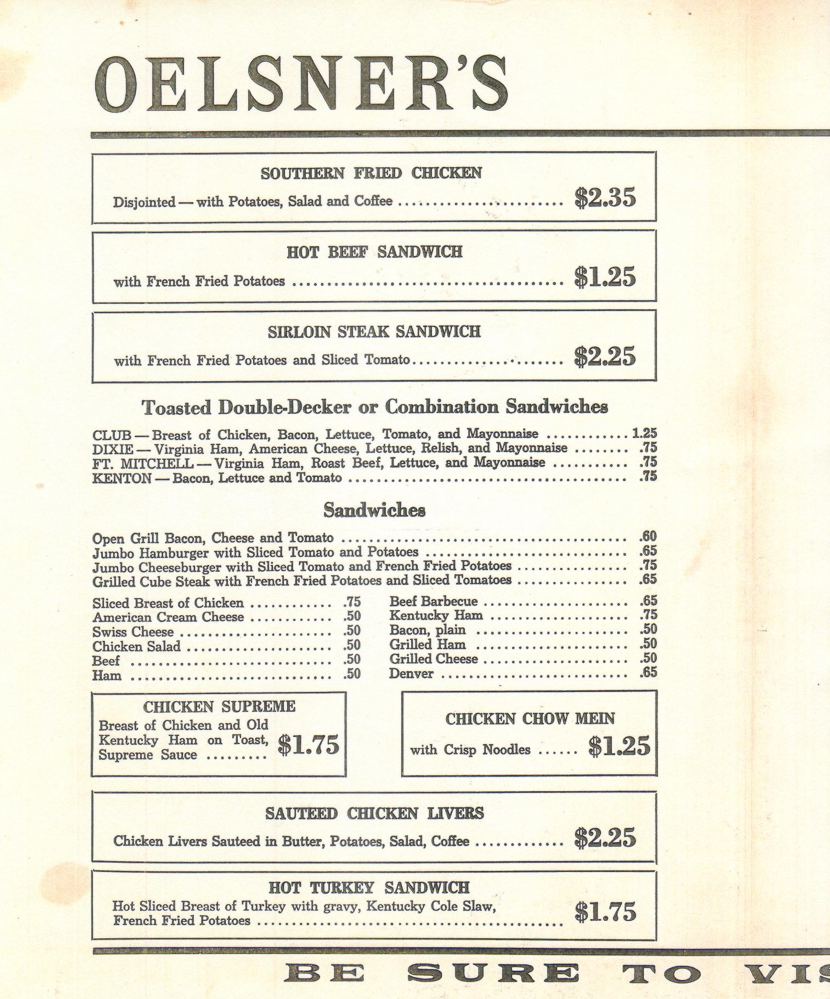 OELSNER'S
SOUTHERN FRIED CHICKEN
Disjointed — with Potatoes, Salad and Coffee ........................ $2.35
HOT BEEF SANDWICH
with French Fried Potatoes ....................................... $1.25
SIRLOIN STEAK SANDWICH
with French Fried Potatoes and Sliced Tomato...................... $2.25
Toasted Double-Decker or Combination Sandwiches
CLUB — Breast of Chicken, Bacon, Lettuce, Tomato, and Mayonnaise ............ 1.25
DIXIE — Virginia Ham, American Cheese, Lettuce, Relish, and Mayonnaise ........ .75
FT. MITCHELL — Virginia Ham, Roast Beef, Lettuce, and Mayonnaise ........... .75
KENTON — Bacon, Lettuce and Tomato ..................................... .75
Sandwiches
Open Grill Bacon, Cheese and Tomato ...................................... .60
Jumbo Hamburger with Sliced Tomato and Potatoes ........................... .65
Jumbo Cheeseburger with Sliced Tomato and French Fried Potatoes ............... .75
Grilled Cube Steak with French Fried Potatoes and Sliced Tomatoes ............... .65
Sliced Breast of Chicken ............ .75
American Cream Cheese ............ .50
Swiss Cheese ..................... .50
Chicken Salad .................... .50
Beef ........................... .50
Ham ........................... .50
Beef Barbecue ................... .65
Kentucky Ham ................... .75
Bacon, plain .................... .50
Grilled Ham .................... .50
Grilled Cheese ................... .50
Denver ......................... .65
CHICKEN SUPREME
Breast of Chicken and Old
Kentucky Ham on Toast, $1.75
Supreme Sauce .........
CHICKEN CHOW MEIN
with Crisp Noodles ...... $1.25
SAUTEED CHICKEN LIVERS
Chicken Livers Sauteed in Butter, Potatoes, Salad, Coffee ............. $2.25
HOT TURKEY SANDWICH
Hot Sliced Breast of Turkey with gravy, Kentucky Cole Slaw,
French Fried Potatoes ......................................... $1.75
BE SURE TO VIS